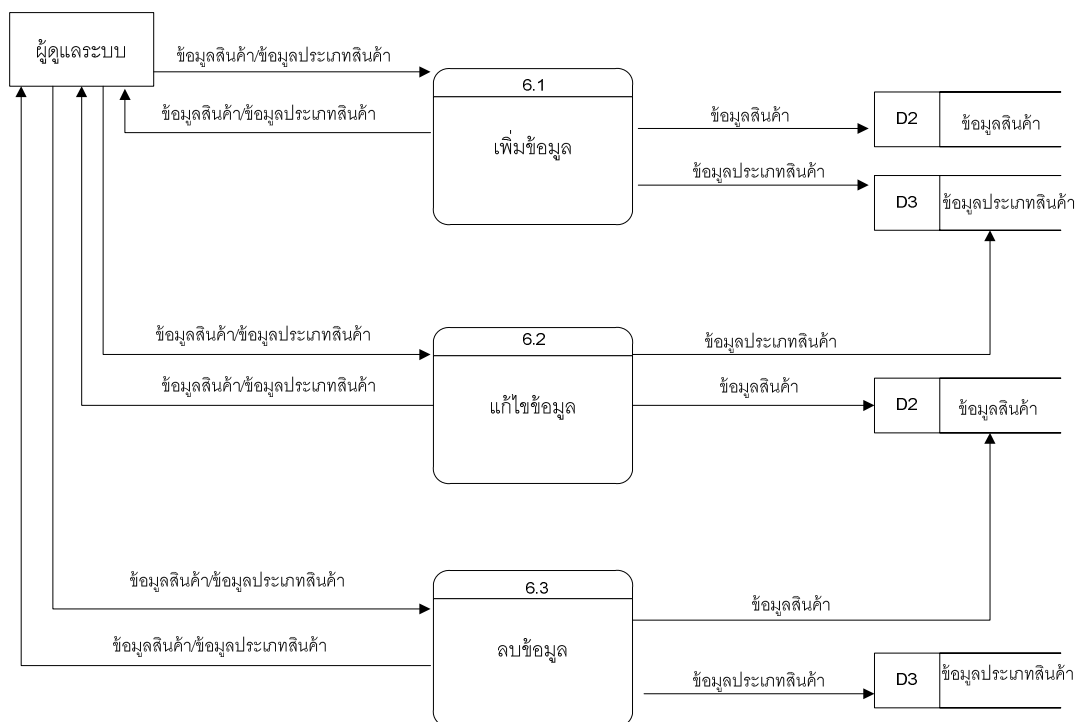 ผู้ดูแลระบบ
ข้อมูลสินค้า/ข้อมูลประเภทสินค้า
ข้อมูลสินค้า/ข้อมูลประเภทสินค้า
6.1
เพิ่มข้อมูล
ข้อมูลสินค้า
D2
ข้อมูลสินค้า
ข้อมูลประเภทสินค้า
D3
ข้อมูลประเภทสินค้า
ข้อมูลสินค้า/ข้อมูลประเภทสินค้า
ข้อมูลสินค้า/ข้อมูลประเภทสินค้า
6.2
แก้ไขข้อมูล
ข้อมูลประเภทสินค้า
ข้อมูลสินค้า
D2
ข้อมูลสินค้า
ข้อมูลสินค้า/ข้อมูลประเภทสินค้า
ข้อมูลสินค้า/ข้อมูลประเภทสินค้า
6.3
ลบข้อมูล
ข้อมูลสินค้า
ข้อมูลประเภทสินค้า
D3
ข้อมูลประเภทสินค้า